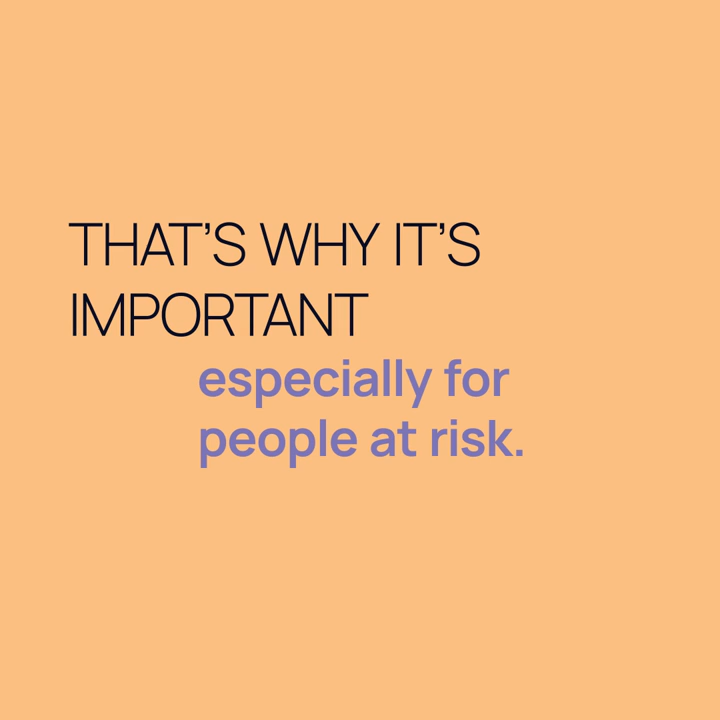 THAT’S WHY IT’S
IMPORTANT
especially for
people at risk.